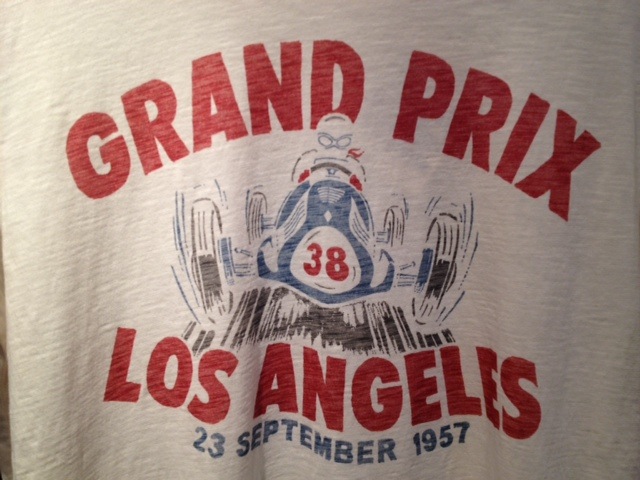 GRAND PRIX
38
LOS ANGELES
23 SEPTEMBER 1957